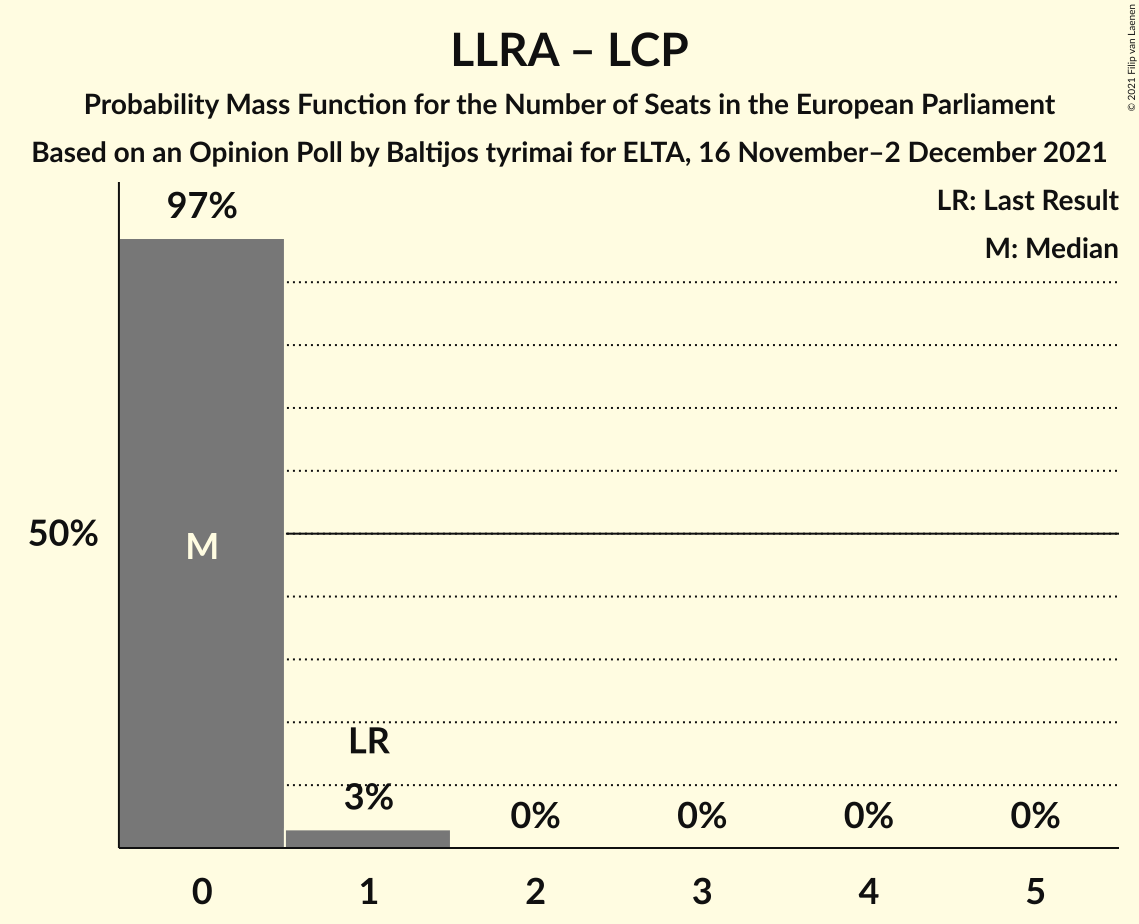 LLRA – LCP
Probability Mass Function for the Number of Seats in the European Parliament
Based on an Opinion Poll by Baltijos tyrimai for ELTA, 16 November–2 December 2021
© 2021 Filip van Laenen
LR: Last Result
M: Median
97%
50%
M
LR
3%
0%
0%
0%
0%
0
1
2
3
4
5